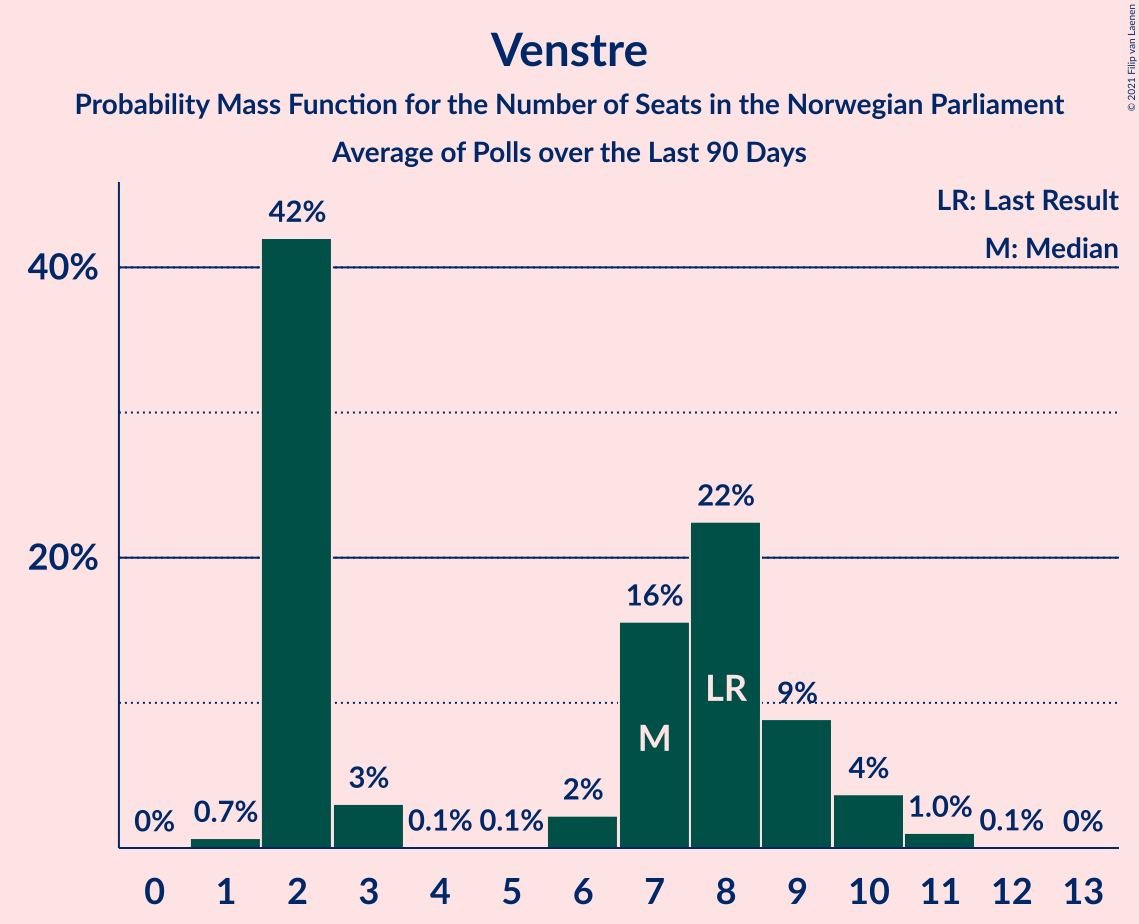 Venstre
Probability Mass Function for the Number of Seats in the Norwegian Parliament
Average of Polls over the Last 90 Days
© 2021 Filip van Laenen
LR: Last Result
M: Median
40%
20%
42%
22%
16%
9%
4%
3%
2%
0% 0.7% 0.1% 0.1% 1.0% 0.1% 0%
LR
M
0 1 2 3 4 5 6 7 8 9 10 11 12 13